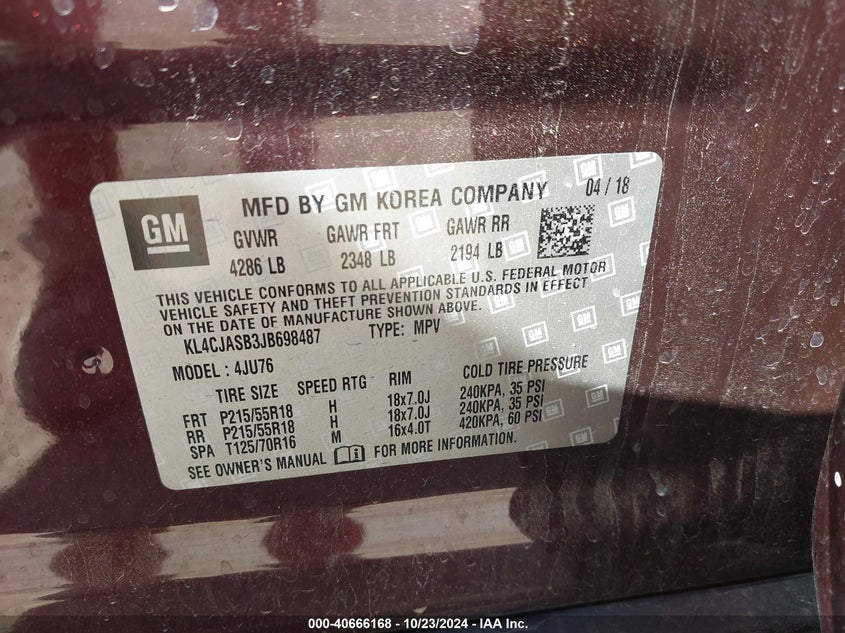 GM
MFD BY GM KOREA COMPANY 04 / 18
GVWR GAWR FRT GAWR RR
4286 LB 2348 LB 2194 LB
THIS VEHICLE CONFORMS TO ALL APPLICABLE U.S. FEDERAL MOTOR
VEHICLE SAFETY AND THEFT PREVENTION STANDARDS IN EFFECT
ON THE DATE OF MANUFACTURE SHOWN ABOVE.
KL4CJASB3JB698487 TYPE: MPV
MODEL: 4JU76
TIRE SIZE SPEED RTG RIM COLD TIRE PRESSURE
FRT P215/55R18 H 18x7.0J 240KPA, 35 PSI
RR P215/55R18 H 18x7.0J 240KPA, 35 PSI
SPA T125/70R16 M 16x4.0T 420KPA, 60 PSI
SEE OWNER'S MANUAL FOR MORE INFORMATION.
000-40666168 - 10/23/2024 - IAA Inc.